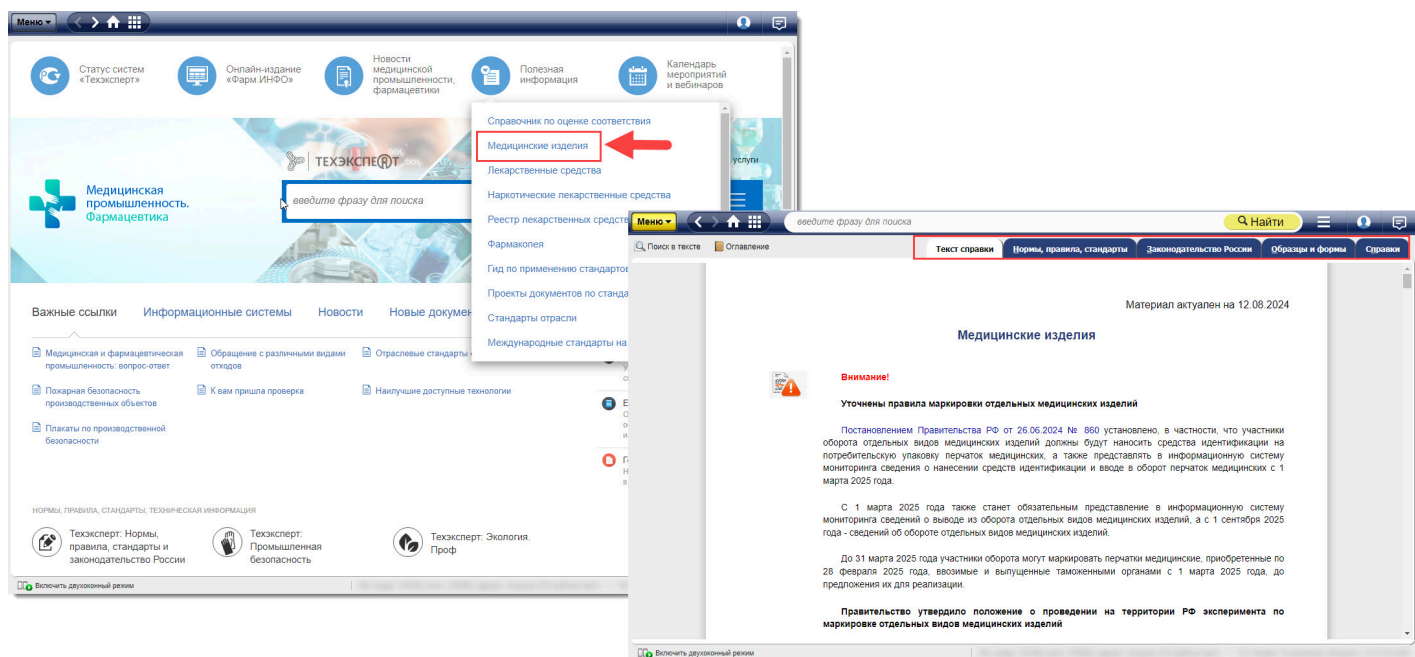 Меню
Статус систем
«Техэксперт»
Онлайн-издание
«Фарм.ИНФО»
Новости
медицинской
промышленности,
фармацевтики
Полезная
информация
Календарь
мероприятий
и вебинаров
Справочник по оценке соответствия
Медицинские изделия
Лекарственные средства
Наркотические лекарственные средства
Реестр лекарственных средств
Фармакопея
Гид по применению стандартов
Проекты документов по станда
Стандарты отрасли
Международные стандарты на
ТЕХЭКСПЕ®Т
услуги
Медицинская
промышленность.
Фармацевтика
введите фразу для поиска
Важные ссылки Информационные системы Новости Новые докумен
Медицинская и фармацевтическая
промышленность: вопрос-ответ
Обращение с различными видами
отходов
Отраслевые стандарты
Пожарная безопасность
производственных объектов
К вам пришла проверка
Наилучшие доступные технологии
Плакаты по производственной
безопасности
НОРМЫ, ПРАВИЛА, СТАНДАРТЫ, ТЕХНИЧЕСКАЯ ИНФОРМАЦИЯ
Техэксперт: Нормы,
правила, стандарты и
законодательство России
Техэксперт:
Промышленная
безопасность
Техэксперт: Экология.
Проф
Включить двухоконный режим
Меню
введите фразу для поиска
Найти
Поиск в тексте Оглавление
Текст справки Нормы, правила, стандарты Законодательство России Образцы и формы Справки
Материал актуален на 12.08.2024
Медицинские изделия
Внимание!
Уточнены правила маркировки отдельных медицинских изделий
Постановлением Правительства РФ от 26.06.2024 № 860 установлено, в частности, что участники
оборота отдельных видов медицинских изделий должны будут наносить средства идентификации на
потребительскую упаковку перчаток медицинских, а также представлять в информационную систему
мониторинга сведения о нанесении средств идентификации и вводе в оборот перчаток медицинских с 1
марта 2025 года.
С 1 марта 2025 года также станет обязательным представление в информационную систему
мониторинга сведений о выводе из оборота отдельных видов медицинских изделий, а с 1 сентября 2025
года - сведений об обороте отдельных видов медицинских изделий.
До 31 марта 2025 года участники оборота могут маркировать перчатки медицинские, приобретенные по
28 февраля 2025 года, ввозимые и выпущенные таможенными органами с 1 марта 2025 года, до
предложения их для реализации.
Правительство утвердило положение о проведении на территории РФ эксперимента по
маркировке отдельных видов медицинских изделий
Включить двухоконный режим